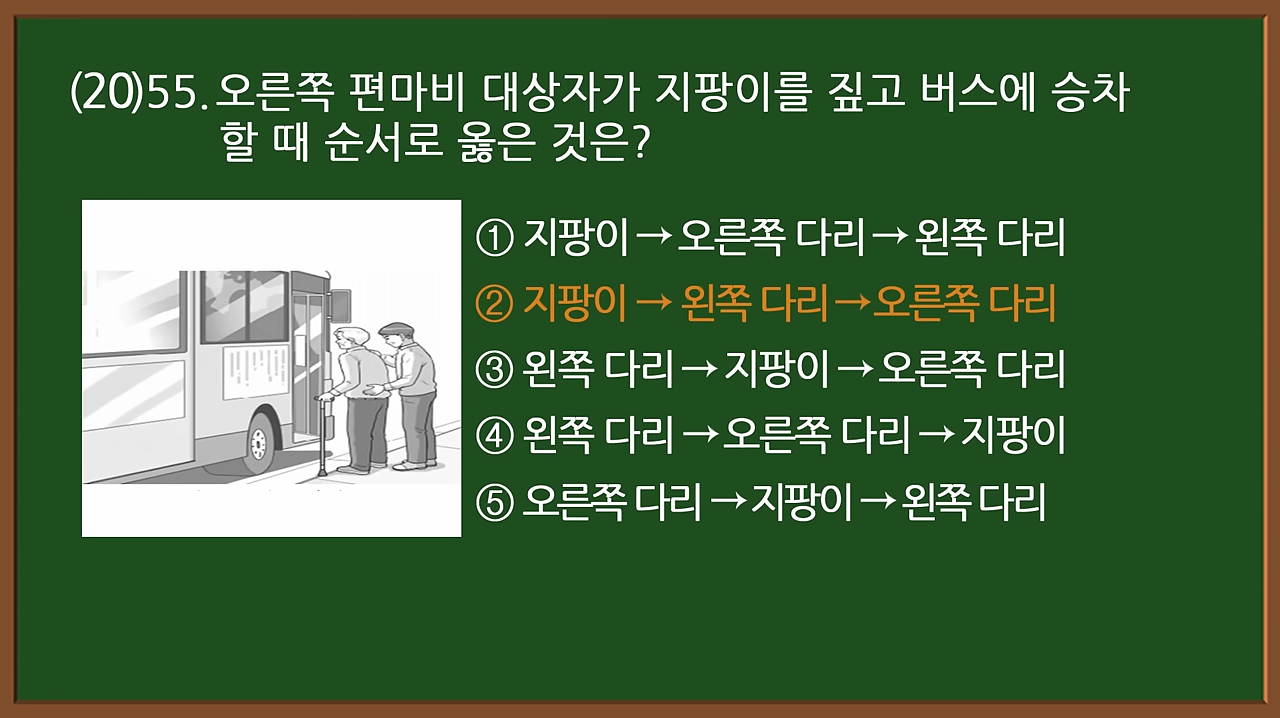 (20)55. 오른쪽 편마비 대상자가 지팡이를 짚고 버스에 승차
할 때 순서로 옳은 것은?
① 지팡이 → 오른쪽 다리 → 왼쪽 다리
② 지팡이 → 왼쪽 다리 → 오른쪽 다리
③ 왼쪽 다리 → 지팡이 → 오른쪽 다리
④ 왼쪽 다리 → 오른쪽 다리 → 지팡이
⑤ 오른쪽 다리 → 지팡이 → 왼쪽 다리